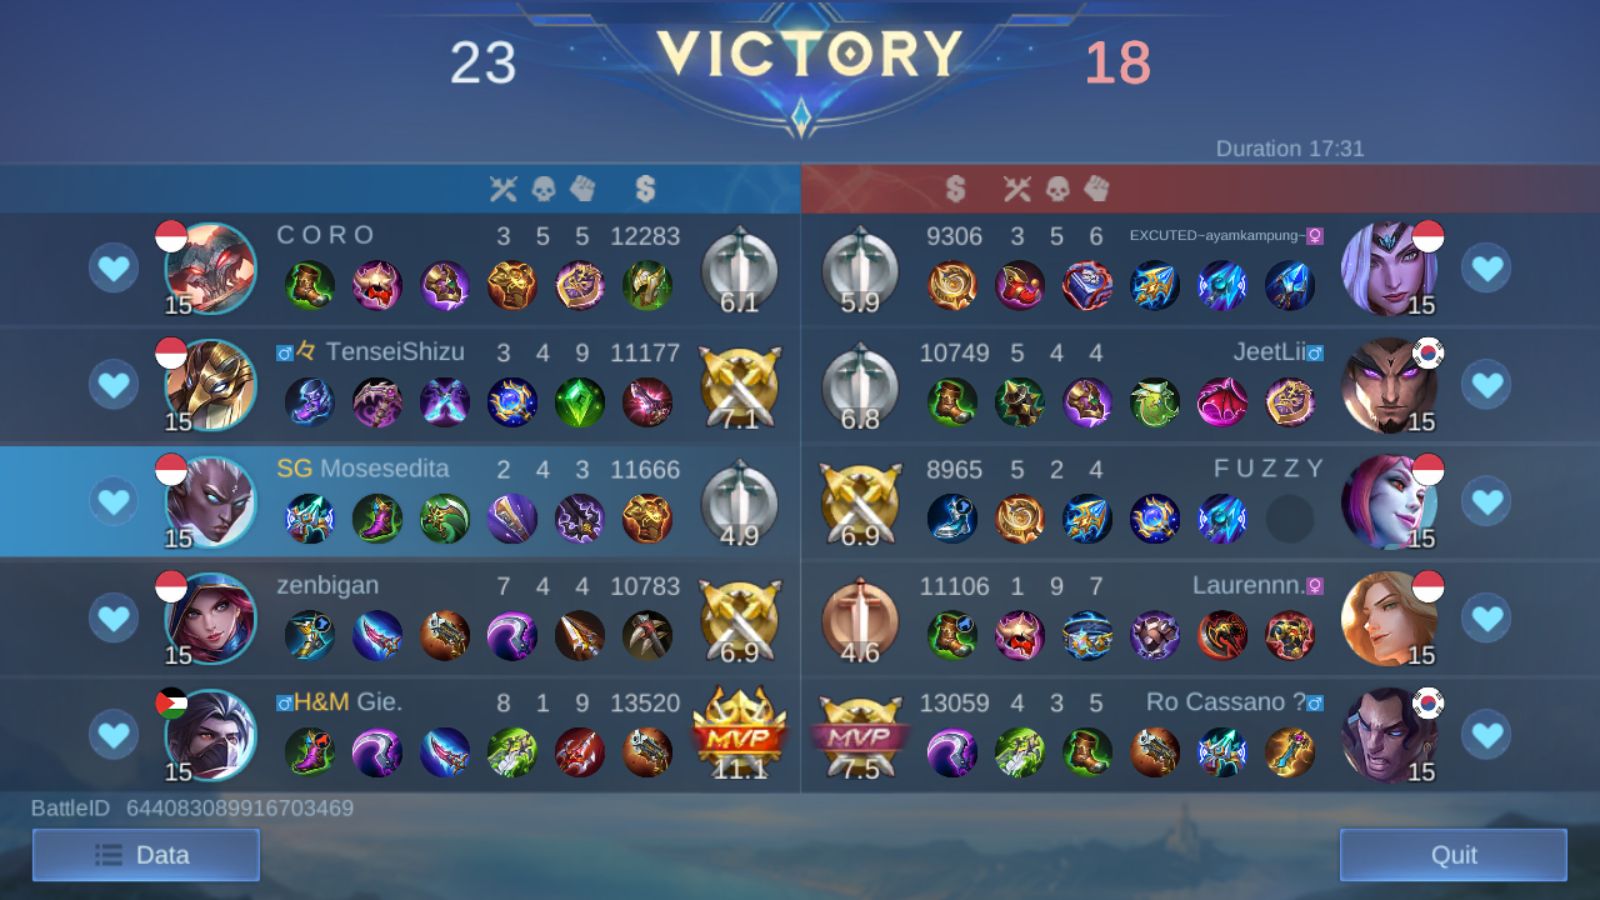 23 VICTORY 18
Duration 17:31
CORO 3 5 5 12283
15 6.1
9306 3 5 6 EXCUTED~ayamkampung~♀
5.9 15
♂々 TenseiShizu 3 4 9 11177
15 7.1
10749 5 4 4 JeetLii♂
6.8 15
SG Mosesedita 2 4 3 11666
15 4.9
8965 5 2 4 FUZZY
6.9 15
zenbigan 7 4 4 10783
15 6.9
11106 1 9 7 Laurennn.♀
4.6 15
♂H&M Gie. 8 1 9 13520
15 MVP 11.1
13059 4 3 5 Ro Cassano ?♂
MVP 7.5 15
BattleID 644083089916703469
Data
Quit